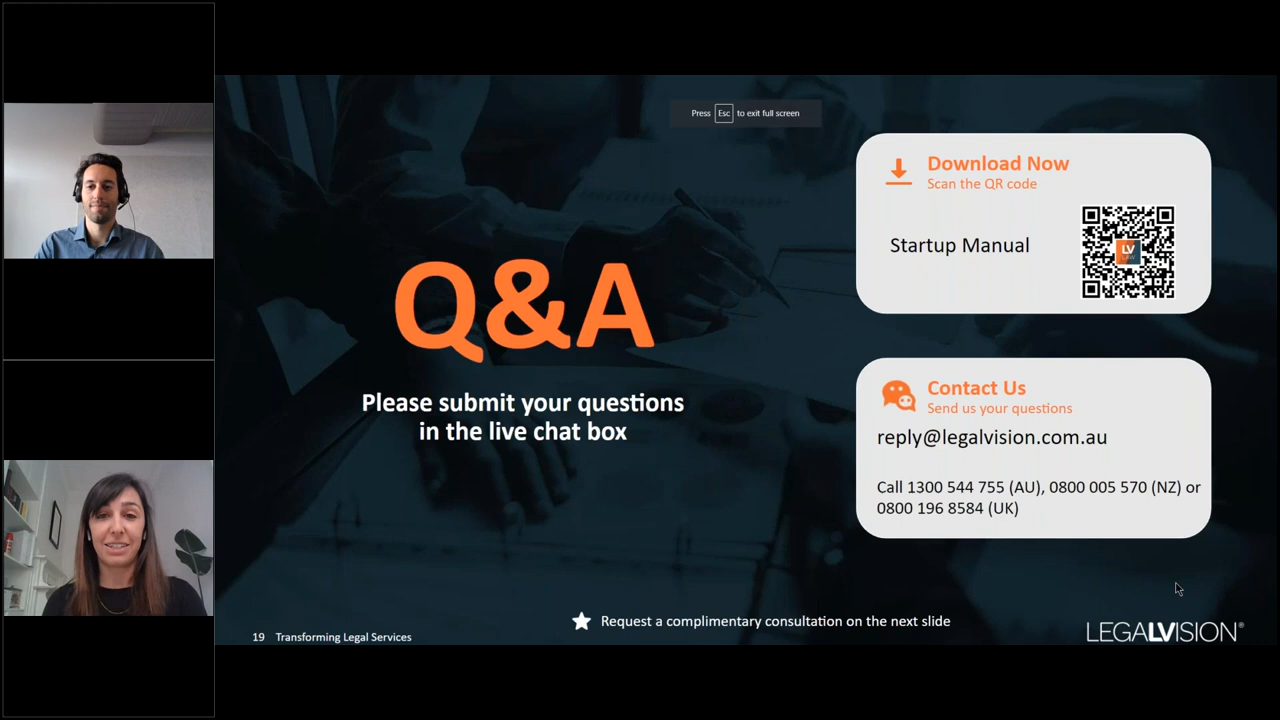 Press Esc to exit full screen
Download Now
Scan the QR code
Startup Manual
LV
LAW
Q&A
Please submit your questions
in the live chat box
Contact Us
Send us your questions
reply@legalvision.com.au
Call 1300 544 755 (AU), 0800 005 570 (NZ) or
0800 196 8584 (UK)
Request a complimentary consultation on the next slide
19 Transforming Legal Services
LEGALVISION®